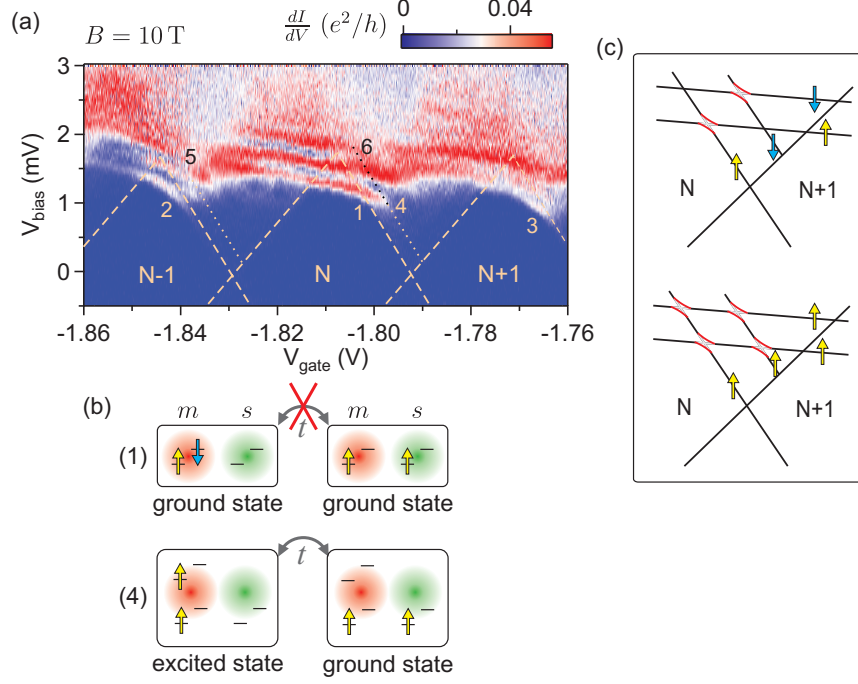 (a)
B = 10 T
dI/dV (e²/h)
0
0.04
3
2
1
0
V_bias (mV)
5
6
2
1
4
3
N-1
N
N+1
-1.86
-1.84
-1.82
-1.80
-1.78
-1.76
V_gate (V)
(b)
m s
t
m s
(1)
ground state
ground state
t
(4)
excited state
ground state
(c)
N
N+1
N
N+1